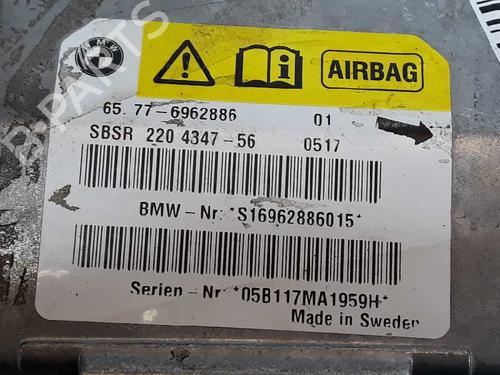 BMW
AIRBAG
65.77-6962886 01
SBSR 220 4347-56 0517
BMW-Nr: *S16962886015*
Serien-Nr *05B117MA1959H*
Made in Sweden